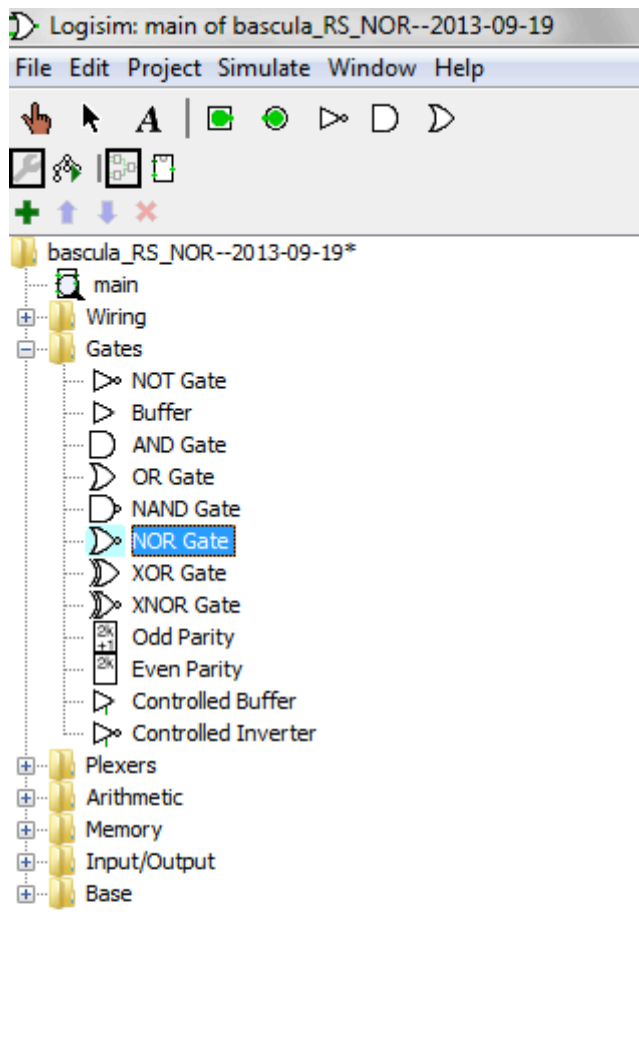 Logisim: main of bascula_RS_NOR--2013-09-19
File Edit Project Simulate Window Help
A
bascula_RS_NOR--2013-09-19*
main
Wiring
Gates
NOT Gate
Buffer
AND Gate
OR Gate
NAND Gate
NOR Gate
XOR Gate
XNOR Gate
2k+1 Odd Parity
2k Even Parity
Controlled Buffer
Controlled Inverter
Plexers
Arithmetic
Memory
Input/Output
Base